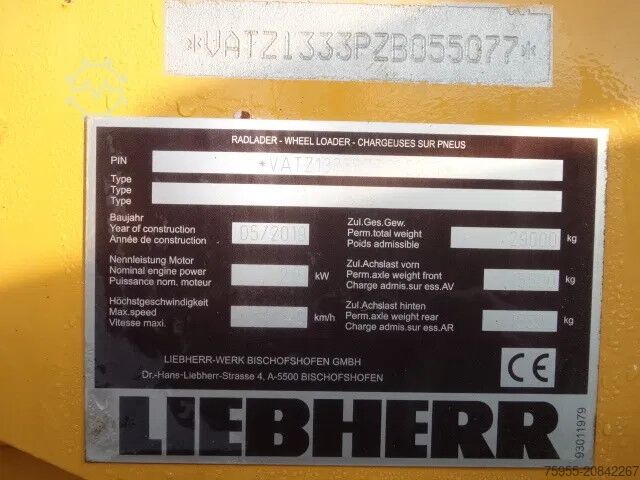 *VATZ1333PZB055077*
RADLADER - WHEEL LOADER - CHARGEUSES SUR PNEUS
PIN
Type
Type
Type
Baujahr
Year of construction 05/2019
Année de construction
Nennleistung Motor
Nominal engine power kW
Puissance nom. moteur
Höchstgeschwindigkeit
Max.speed km/h
Vitesse maxi.
Zul.Ges.Gew.
Perm.total weight 29000 kg
Poids admissible
Zul.Achslast vorn
Perm.axle weight front kg
Charge admis.sur ess.AV
Zul.Achslast hinten
Perm.axle weight rear kg
Charge admis.sur ess.AR
LIEBHERR-WERK BISCHOFSHOFEN GMBH
Dr.-Hans-Liebherr-Strasse 4, A-5500 BISCHOFSHOFEN
CE
LIEBHERR
93011979
75955-20842267